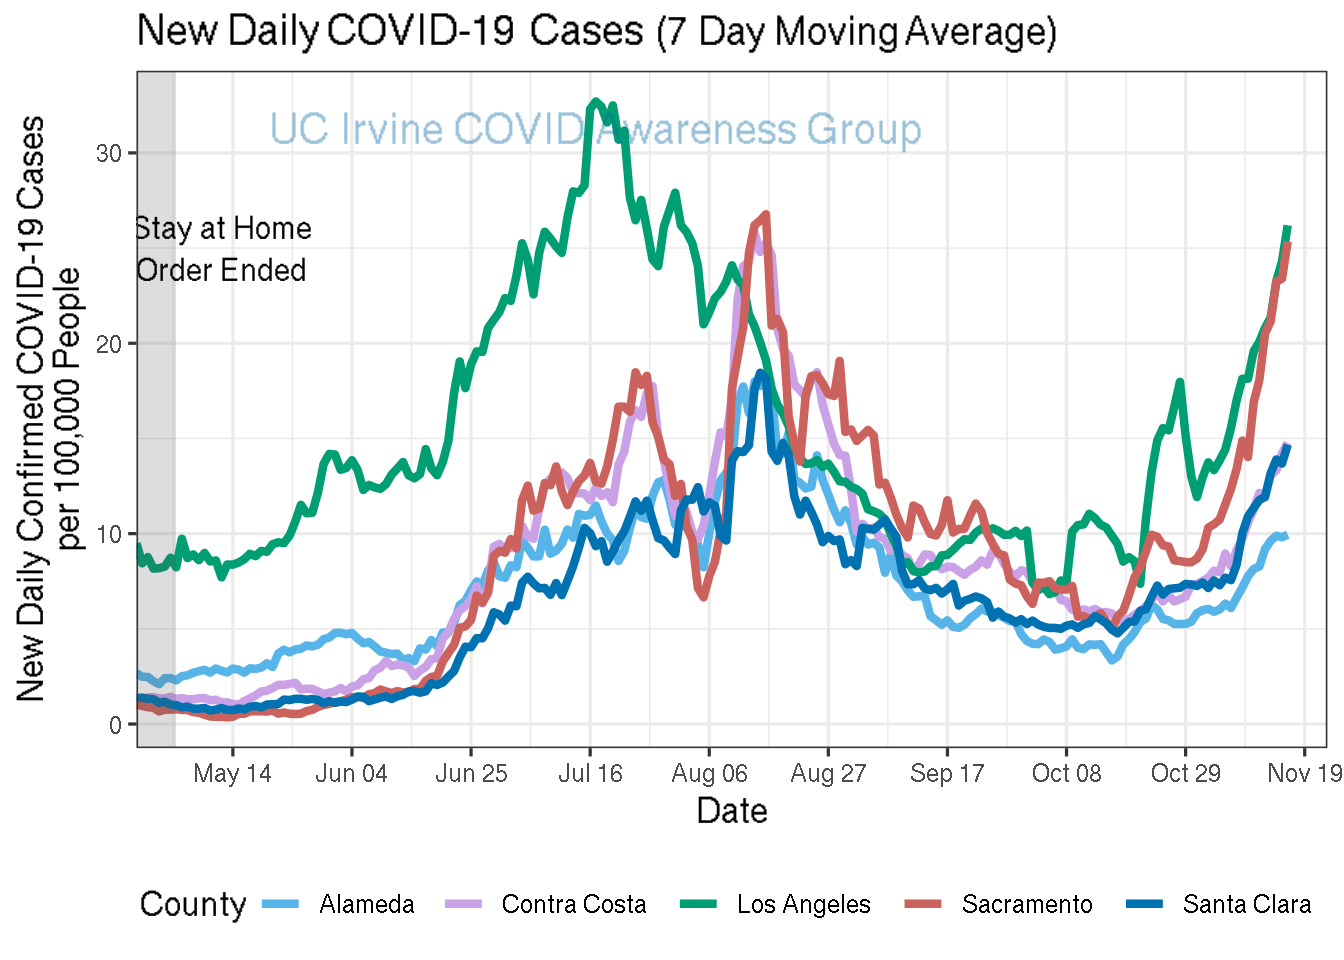 New Daily COVID-19 Cases (7 Day Moving Average)
UC Irvine COVID Awareness Group
Stay at Home
Order Ended
New Daily Confirmed COVID-19 Cases
per 100,000 People
30
20
10
0
May 14 Jun 04 Jun 25 Jul 16 Aug 06 Aug 27 Sep 17 Oct 08 Oct 29 Nov 19
Date
County Alameda Contra Costa Los Angeles Sacramento Santa Clara